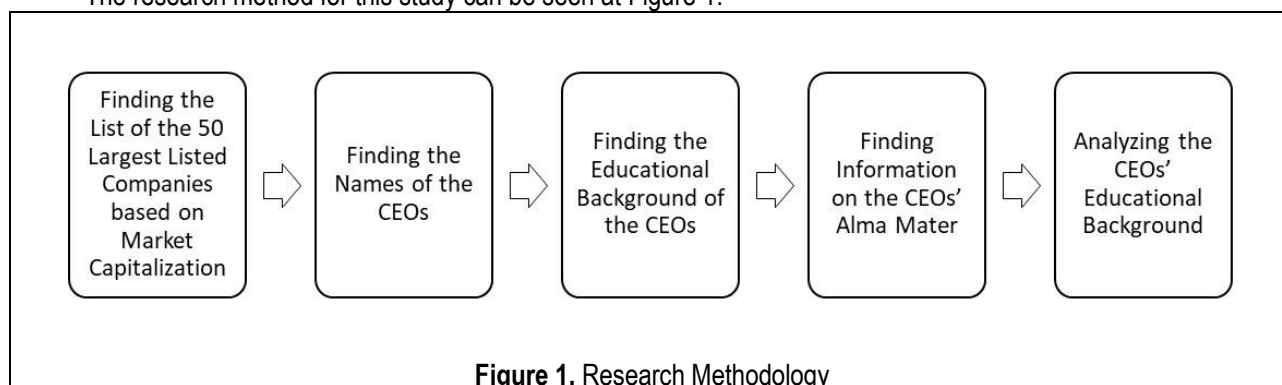 The research method for this study can be seen at Figure 1.
Finding the
List of the 50
Largest Listed
Companies
based on
Market
Capitalization
Finding the
Names of the
CEOs
Finding the
Educational
Background of
the CEOs
Finding
Information
on the CEOs’
Alma Mater
Analyzing the
CEOs’
Educational
Background
Figure 1. Research Methodology